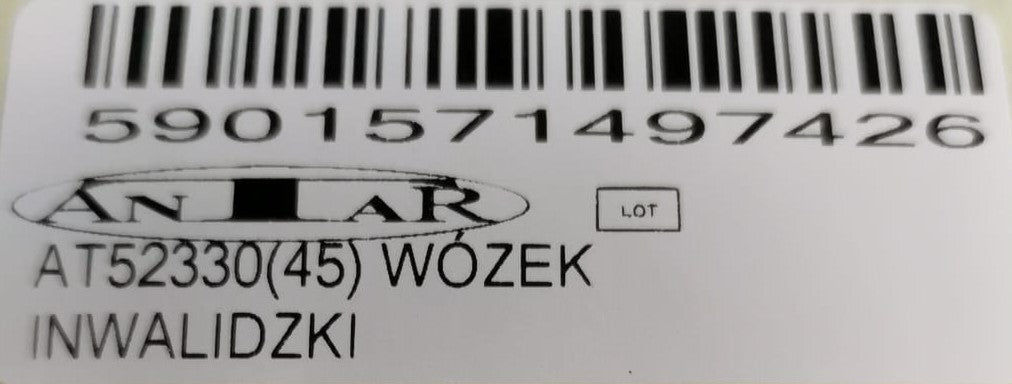 5901571497426
ANTAR LOT
AT52330(45) WÓZEK
INWALIDZKI